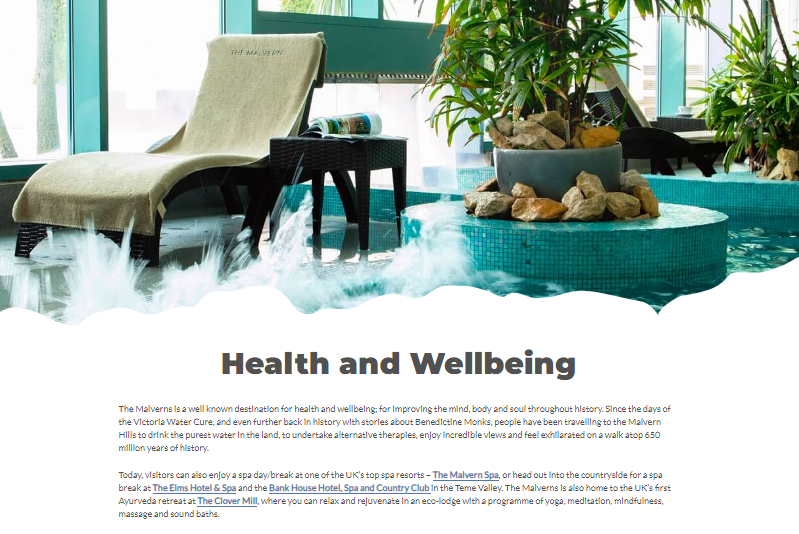 THE MALVERN
Health and Wellbeing
The Malverns is a well known destination for health and wellbeing; for improving the mind, body and soul throughout history. Since the days of
the Victoria Water Cure, and even further back in history with stories about Benedictine Monks, people have been travelling to the Malvern
Hills to drink the purest water in the land, to undertake alternative therapies, enjoy incredible views and feel exhilarated on a walk atop 650
million years of history.
Today, visitors can also enjoy a spa day/break at one of the UK's top spa resorts – The Malvern Spa, or head out into the countryside for a spa
break at The Elms Hotel & Spa and the Bank House Hotel, Spa and Country Club in the Teme Valley. The Malverns is also home to the UK's first
Ayurveda retreat at The Clover Mill, where you can relax and rejuvenate in an eco-lodge with a programme of yoga, meditation, mindfulness,
massage and sound baths.